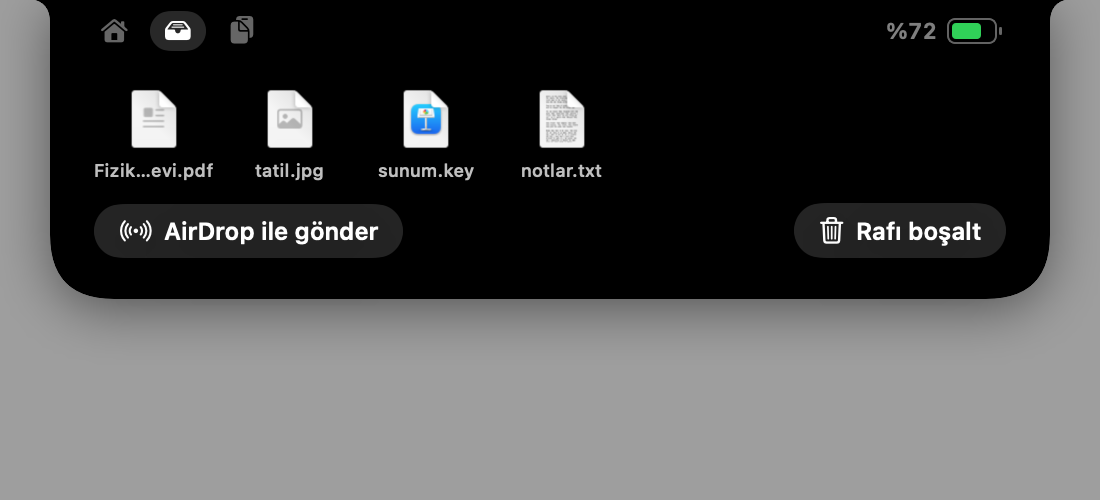 %72
Fizik...evi.pdf
tatil.jpg
sunum.key
notlar.txt
AirDrop ile gönder
Rafı boşalt